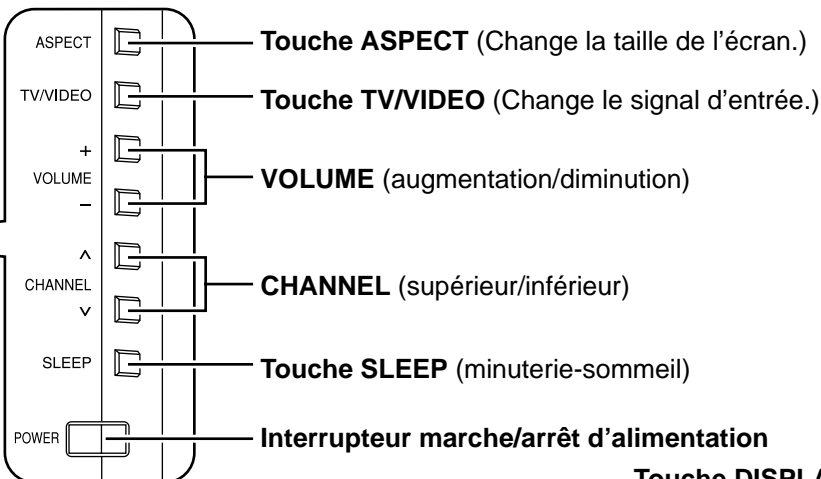 ASPECT Touche ASPECT (Change la taille de l'écran.)
TV/VIDEO Touche TV/VIDEO (Change le signal d'entrée.)
+
VOLUME VOLUME (augmentation/diminution)
−
^
CHANNEL CHANNEL (supérieur/inférieur)
v
SLEEP Touche SLEEP (minuterie-sommeil)
POWER Interrupteur marche/arrêt d'alimentation
Touche